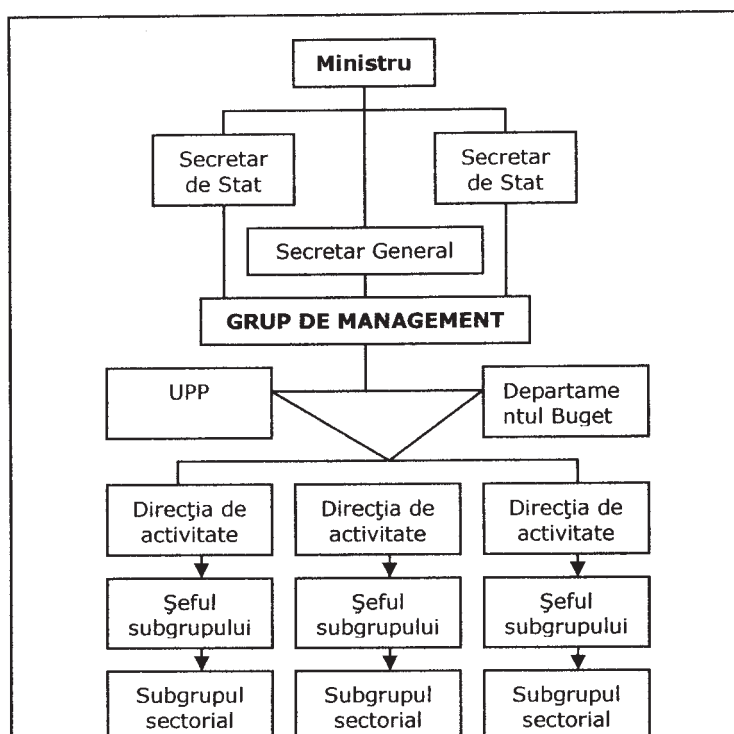 Ministru
Secretar
de Stat
Secretar
de Stat
Secretar General
GRUP DE MANAGEMENT
UPP
Departame
ntul Buget
Direcţia de
activitate
Direcţia de
activitate
Direcţia de
activitate
Şeful
subgrupului
Şeful
subgrupului
Şeful
subgrupului
Subgrupul
sectorial
Subgrupul
sectorial
Subgrupul
sectorial